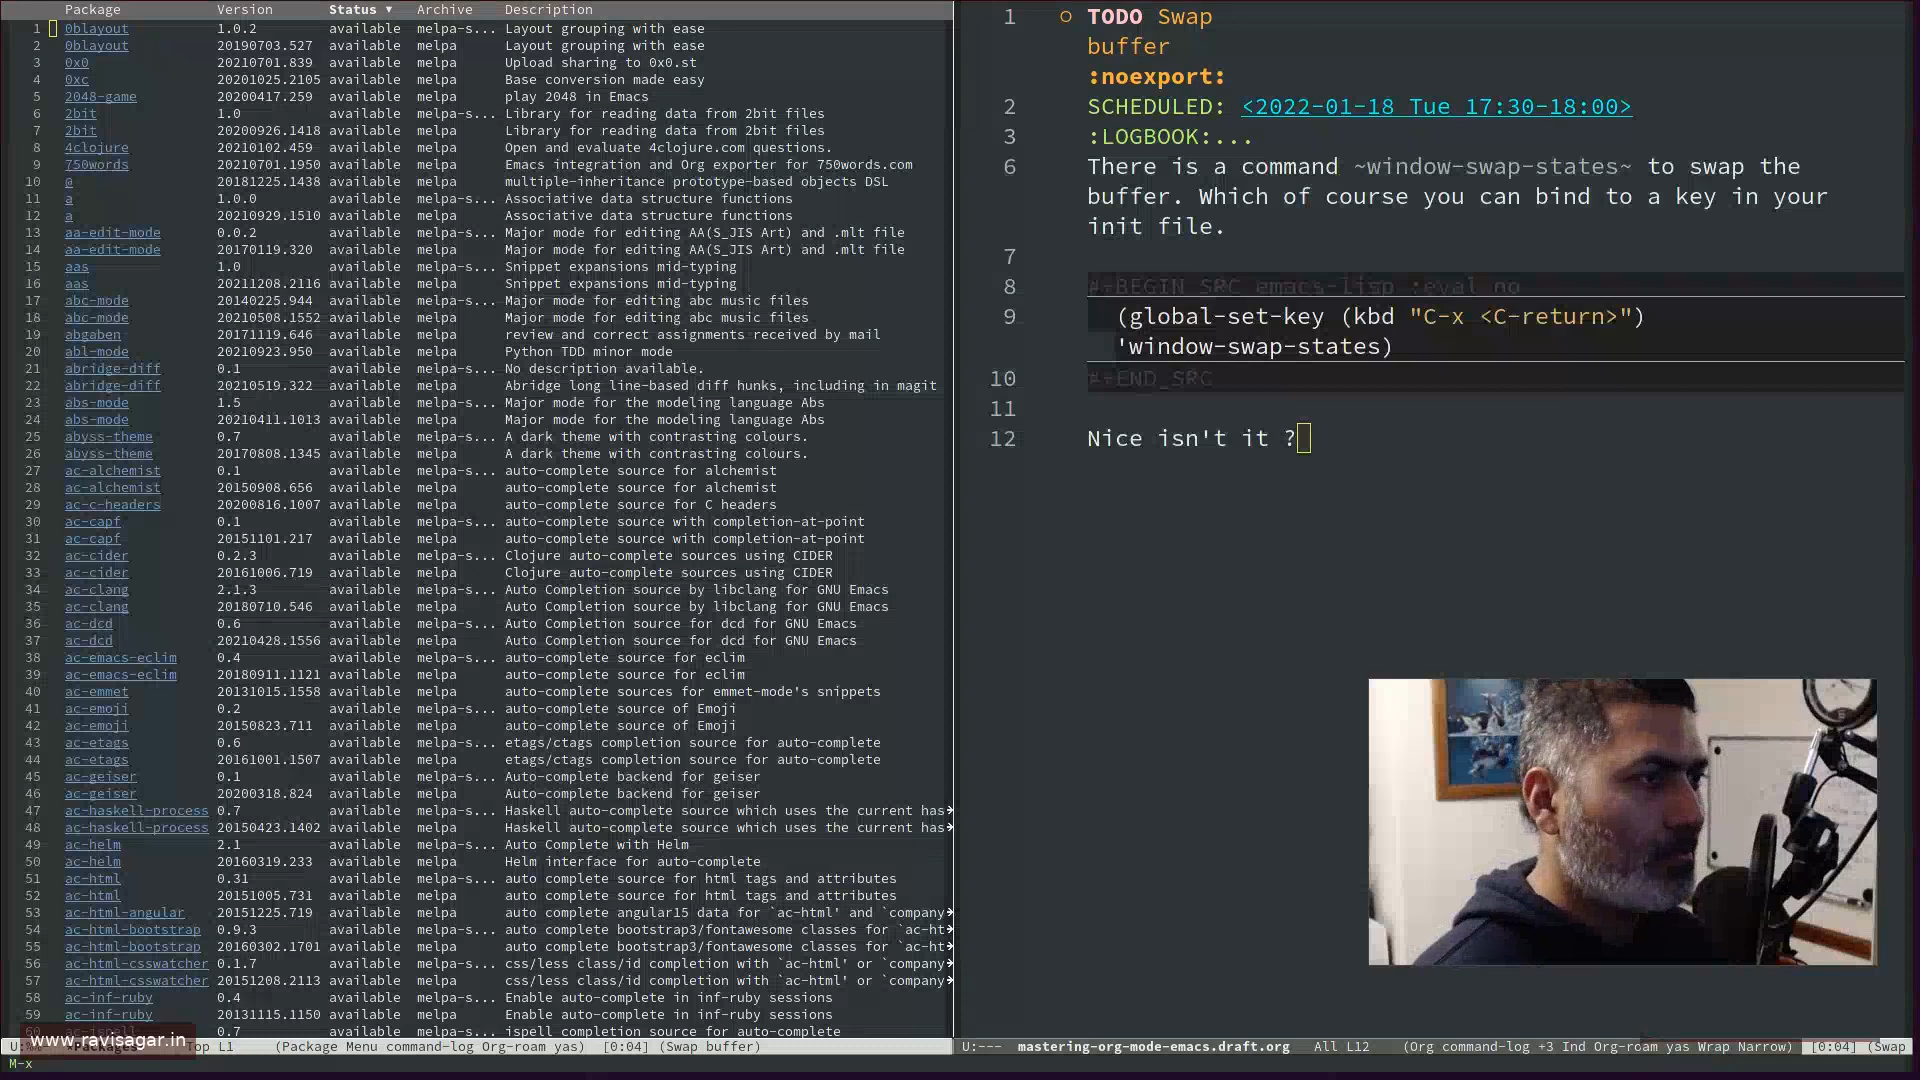 Package Version Status ▼ Archive Description
1 0blayout 1.0.2 available melpa-s... Layout grouping with ease
2 0blayout 20190703.527 available melpa Layout grouping with ease
3 0x0 20210701.839 available melpa Upload sharing to 0x0.st
4 0xc 20201025.2105 available melpa Base conversion made easy
5 2048-game 20200417.259 available melpa play 2048 in Emacs
6 2bit 1.0 available melpa-s... Library for reading data from 2bit files
7 2bit 20200926.1418 available melpa Library for reading data from 2bit files
8 4clojure 20210102.459 available melpa Open and evaluate 4clojure.com questions.
9 750words 20210701.1950 available melpa Emacs integration and Org exporter for 750words.com
10 @ 20181225.1438 available melpa multiple-inheritance prototype-based objects DSL
11 a 1.0.0 available melpa-s... Associative data structure functions
12 a 20210929.1510 available melpa Associative data structure functions
13 aa-edit-mode 0.0.2 available melpa-s... Major mode for editing AA(S_JIS Art) and .mlt file
14 aa-edit-mode 20170119.320 available melpa Major mode for editing AA(S_JIS Art) and .mlt file
15 aas 1.0 available melpa-s... Snippet expansions mid-typing
16 aas 20211208.2116 available melpa Snippet expansions mid-typing
17 abc-mode 20140225.944 available melpa-s... Major mode for editing abc music files
18 abc-mode 20210508.1552 available melpa Major mode for editing abc music files
19 abgaben 20171119.646 available melpa review and correct assignments received by mail
20 abl-mode 20210923.950 available melpa Python TDD minor mode
21 abridge-diff 0.1 available melpa-s... No description available.
22 abridge-diff 20210519.322 available melpa Abridge long line-based diff hunks, including in magit
23 abs-mode 1.5 available melpa-s... Major mode for the modeling language Abs
24 abs-mode 20210411.1013 available melpa Major mode for the modeling language Abs
25 abyss-theme 0.7 available melpa-s... A dark theme with contrasting colours.
26 abyss-theme 20170808.1345 available melpa A dark theme with contrasting colours.
27 ac-alchemist 0.1 available melpa-s... auto-complete source for alchemist
28 ac-alchemist 20150908.656 available melpa auto-complete source for alchemist
29 ac-c-headers 20200816.1007 available melpa auto-complete source for C headers
30 ac-capf 0.1 available melpa-s... auto-complete source with completion-at-point
31 ac-capf 20151101.217 available melpa auto-complete source with completion-at-point
32 ac-cider 0.2.3 available melpa-s... Clojure auto-complete sources using CIDER
33 ac-cider 20161006.719 available melpa Clojure auto-complete sources using CIDER
34 ac-clang 2.1.3 available melpa-s... Auto Completion source by libclang for GNU Emacs
35 ac-clang 20180710.546 available melpa Auto Completion source by libclang for GNU Emacs
36 ac-dcd 0.6 available melpa-s... Auto Completion source for dcd for GNU Emacs
37 ac-dcd 20210428.1556 available melpa Auto Completion source for dcd for GNU Emacs
38 ac-emacs-eclim 0.4 available melpa-s... auto-complete source for eclim
39 ac-emacs-eclim 20180911.1121 available melpa auto-complete source for eclim
40 ac-emmet 20131015.1558 available melpa auto-complete sources for emmet-mode's snippets
41 ac-emoji 0.2 available melpa-s... auto-complete source of Emoji
42 ac-emoji 20150823.711 available melpa auto-complete source of Emoji
43 ac-etags 0.6 available melpa-s... etags/ctags completion source for auto-complete
44 ac-etags 20161001.1507 available melpa etags/ctags completion source for auto-complete
45 ac-geiser 0.1 available melpa-s... Auto-complete backend for geiser
46 ac-geiser 20200318.824 available melpa Auto-complete backend for geiser
47 ac-haskell-process 0.7 available melpa-s... Haskell auto-complete source which uses the current has
48 ac-haskell-process 20150423.1402 available melpa Haskell auto-complete source which uses the current has
49 ac-helm 2.1 available melpa-s... Auto Complete with Helm
50 ac-helm 20160319.233 available melpa Helm interface for auto-complete
51 ac-html 0.31 available melpa-s... auto complete source for html tags and attributes
52 ac-html 20151005.731 available melpa auto complete source for html tags and attributes
53 ac-html-angular 20151225.719 available melpa auto complete angular15 data for `ac-html' and `company
54 ac-html-bootstrap 0.9.3 available melpa-s... auto complete bootstrap3/fontawesome classes for `ac-ht
55 ac-html-bootstrap 20160302.1701 available melpa auto complete bootstrap3/fontawesome classes for `ac-ht
56 ac-html-csswatcher 0.1.7 available melpa-s... css/less class/id completion with `ac-html' or `company
57 ac-html-csswatcher 20151208.2113 available melpa css/less class/id completion with `ac-html' or `company
58 ac-inf-ruby 0.4 available melpa-s... Enable auto-complete in inf-ruby sessions
59 ac-inf-ruby 20131115.1150 available melpa Enable auto-complete in inf-ruby sessions
60 ac-ispell 0.7 available melpa-s... ispell completion source for auto-complete
www.ravisagar.in
Top L1 (Package Menu command-log Org-roam yas) [0:04] (Swap buffer)
M-x
1 ○ TODO Swap
buffer
:noexport:
2 SCHEDULED: <2022-01-18 Tue 17:30-18:00>
3 :LOGBOOK:...
6 There is a command ~window-swap-states~ to swap the
buffer. Which of course you can bind to a key in your
init file.
7
8 #+BEGIN_SRC emacs-lisp :eval no
9 (global-set-key (kbd "C-x <C-return>")
'window-swap-states)
10 #+END_SRC
11
12 Nice isn't it ?
U:--- mastering-org-mode-emacs.draft.org All L12 (Org command-log +3 Ind Org-roam yas Wrap Narrow) [0:04] (Swap